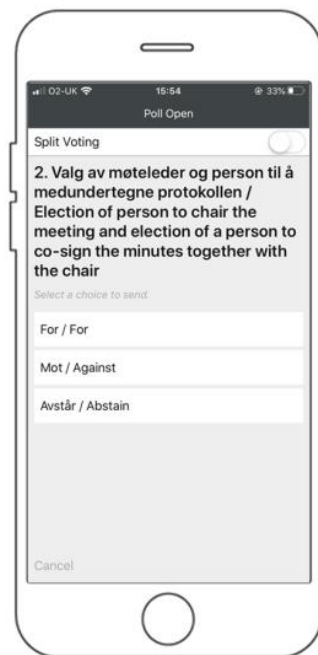 O2-UK 15:54 33%
Poll Open
Split Voting
2. Valg av møteleder og person til å
medundertegne protokollen /
Election of person to chair the
meeting and election of a person to
co-sign the minutes together with
the chair
Select a choice to send.
For / For
Mot / Against
Avstår / Abstain
Cancel